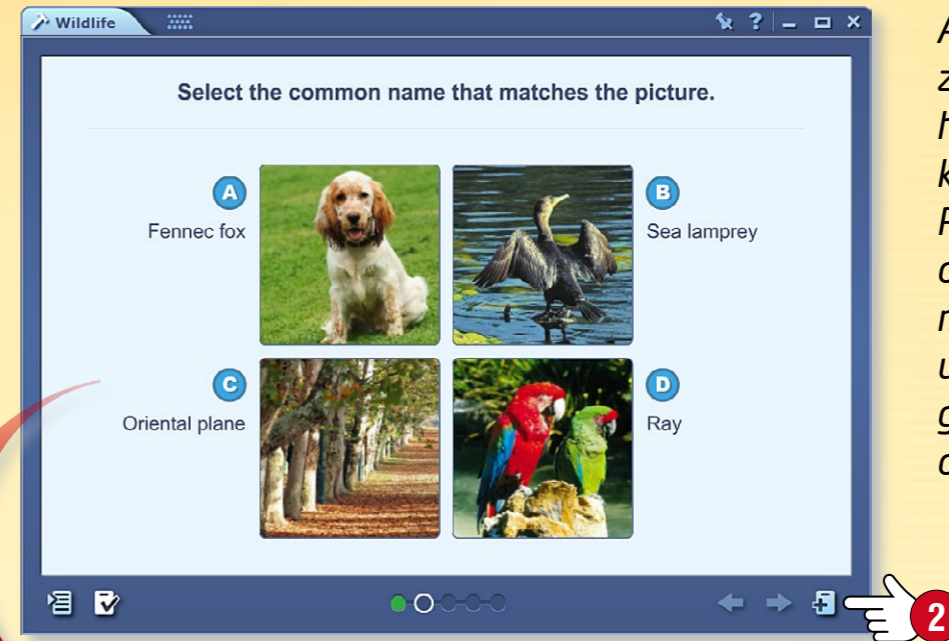 Wildlife
Select the common name that matches the picture.
A
Fennec fox
B
Sea lamprey
C
Oriental plane
D
Ray
2